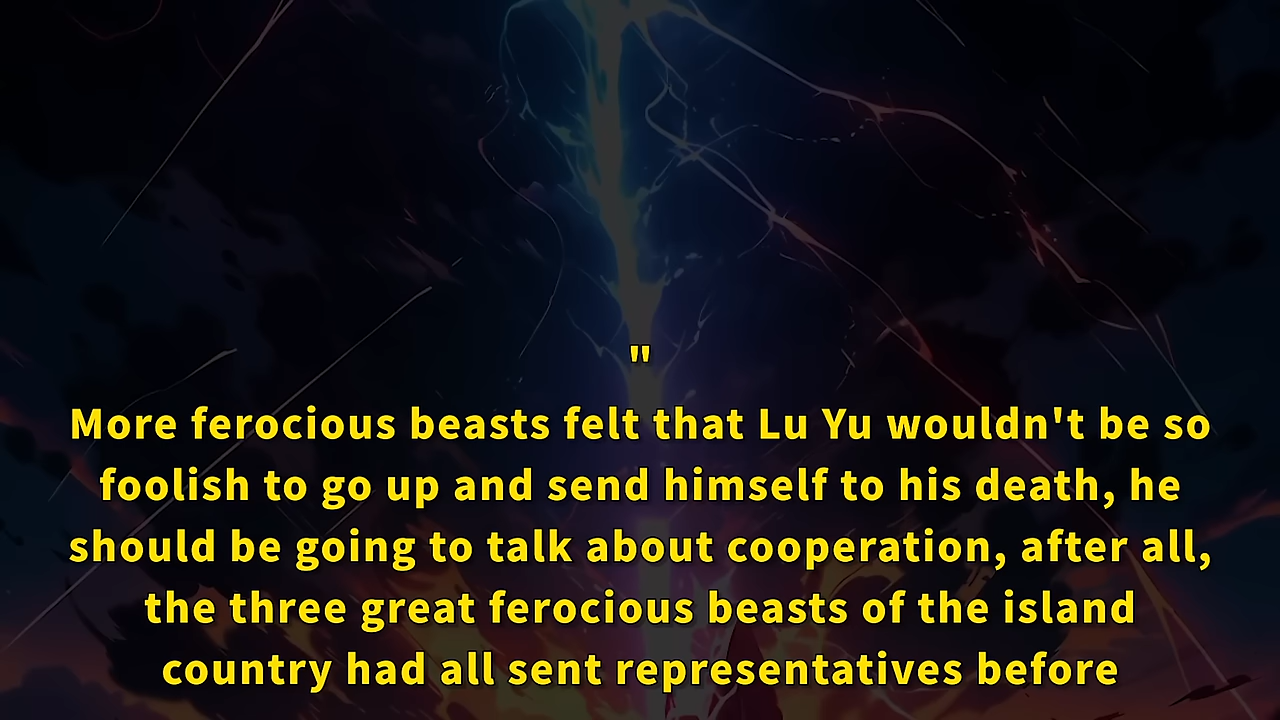 "
More ferocious beasts felt that Lu Yu wouldn't be so
foolish to go up and send himself to his death, he
should be going to talk about cooperation, after all,
the three great ferocious beasts of the island
country had all sent representatives before